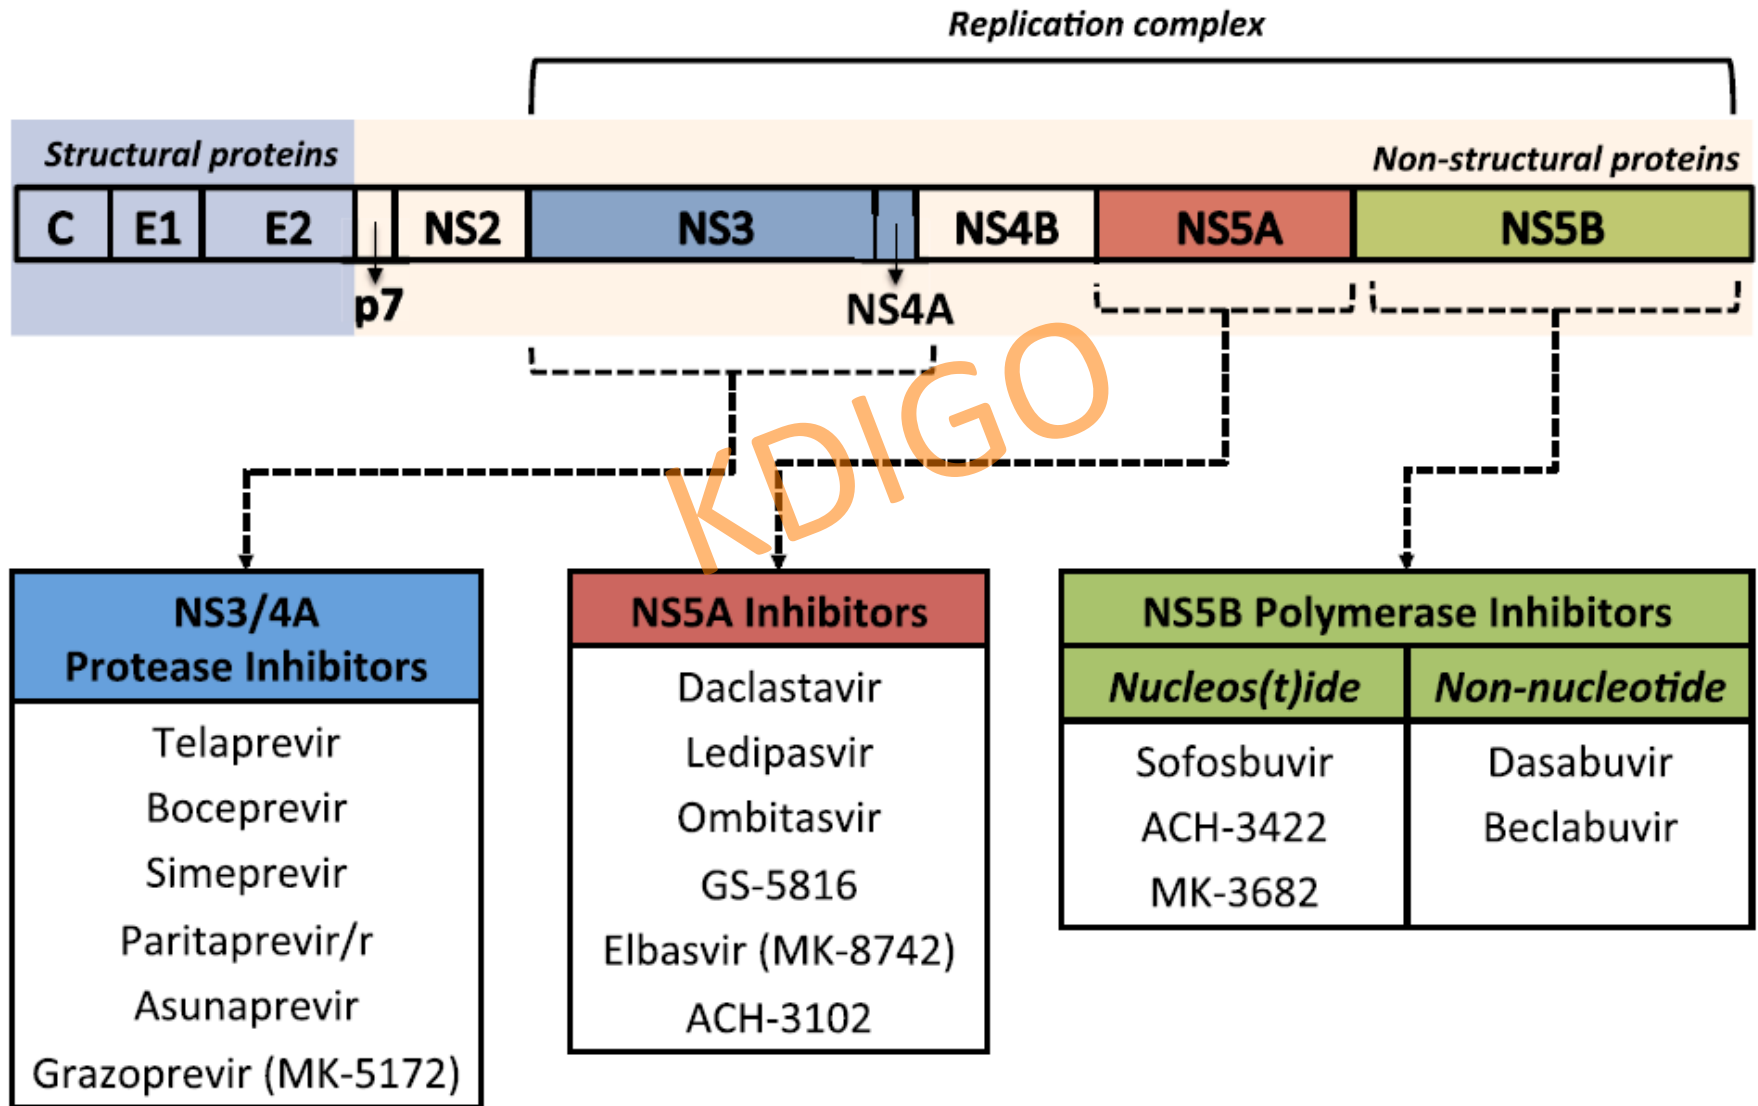 Replication complex
Structural proteins
Non-structural proteins
C E1 E2 NS2 NS3 NS4B NS5A NS5B
p7 NS4A
KDIGO
NS3/4A
Protease Inhibitors
Telaprevir
Boceprevir
Simeprevir
Paritaprevir/r
Asunaprevir
Grazoprevir (MK-5172)
NS5A Inhibitors
Daclastavir
Ledipasvir
Ombitasvir
GS-5816
Elbasvir (MK-8742)
ACH-3102
NS5B Polymerase Inhibitors
Nucleos(t)ide
Sofosbuvir
ACH-3422
MK-3682
Non-nucleotide
Dasabuvir
Beclabuvir